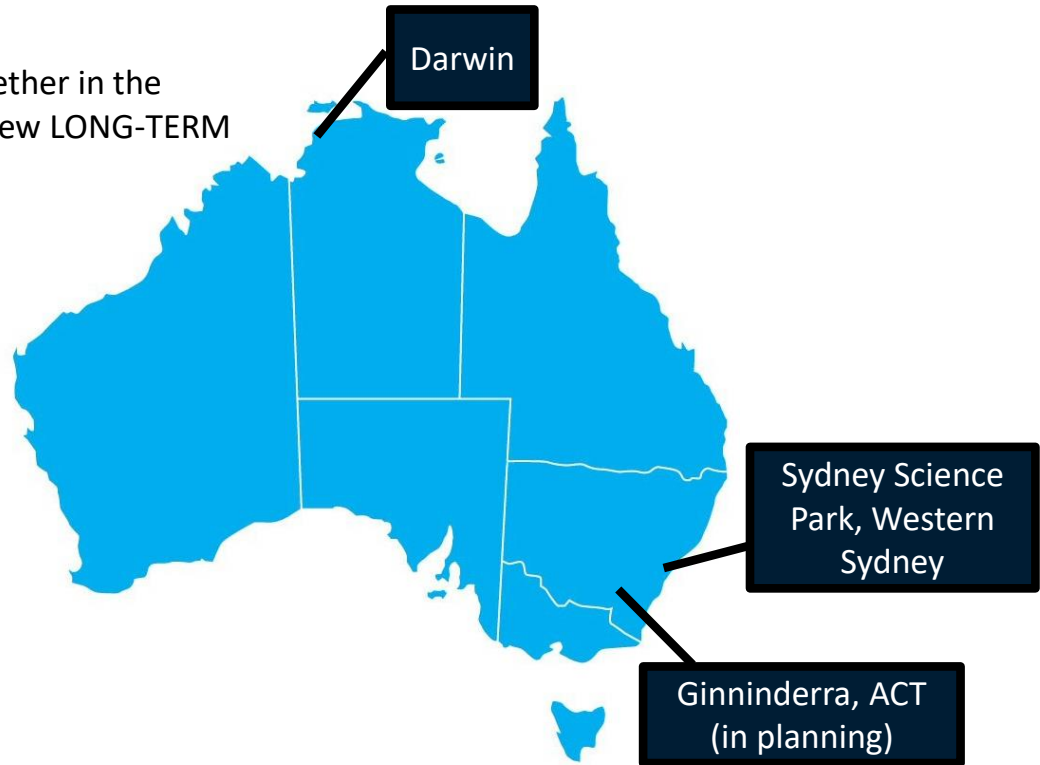 Darwin
ether in the
ew LONG-TERM
Sydney Science
Park, Western
Sydney
Ginninderra, ACT
(in planning)